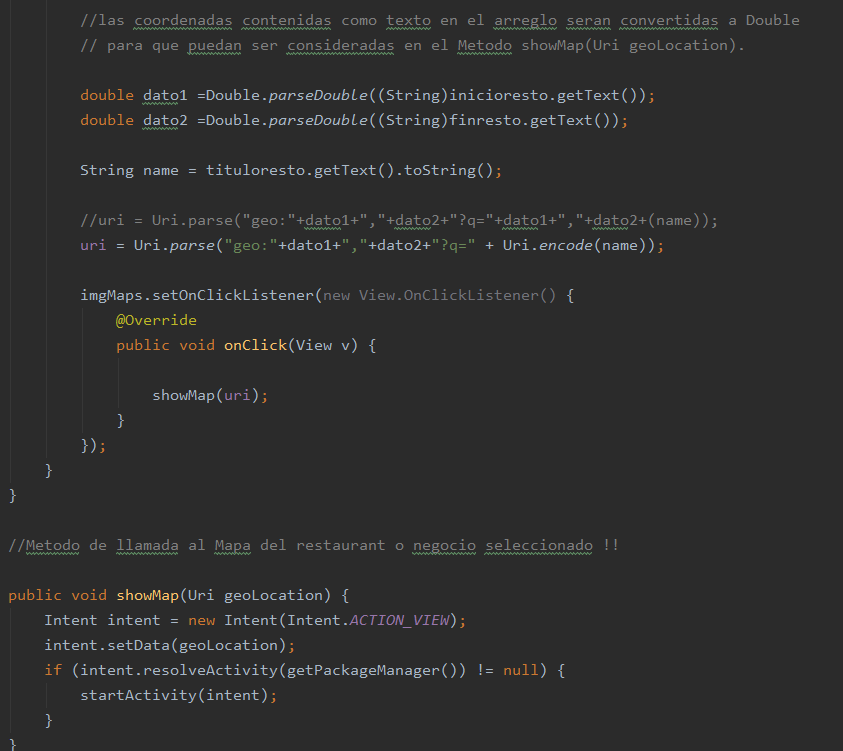 //las coordenadas contenidas como texto en el arreglo seran convertidas a Double
// para que puedan ser consideradas en el Metodo showMap(Uri geoLocation).
double dato1 =Double.parseDouble((String)inicioresto.getText());
double dato2 =Double.parseDouble((String)finresto.getText());
String name = tituloresto.getText().toString();
//uri = Uri.parse("geo:"+dato1+","+dato2+"?q="+dato1+","+dato2+(name));
uri = Uri.parse("geo:"+dato1+","+dato2+"?q=" + Uri.encode(name));
imgMaps.setOnClickListener(new View.OnClickListener() {
@Override
public void onClick(View v) {
showMap(uri);
}
});
}
}
//Metodo de llamada al Mapa del restaurant o negocio seleccionado !!
public void showMap(Uri geoLocation) {
Intent intent = new Intent(Intent.ACTION_VIEW);
intent.setData(geoLocation);
if (intent.resolveActivity(getPackageManager()) != null) {
startActivity(intent);
}
}